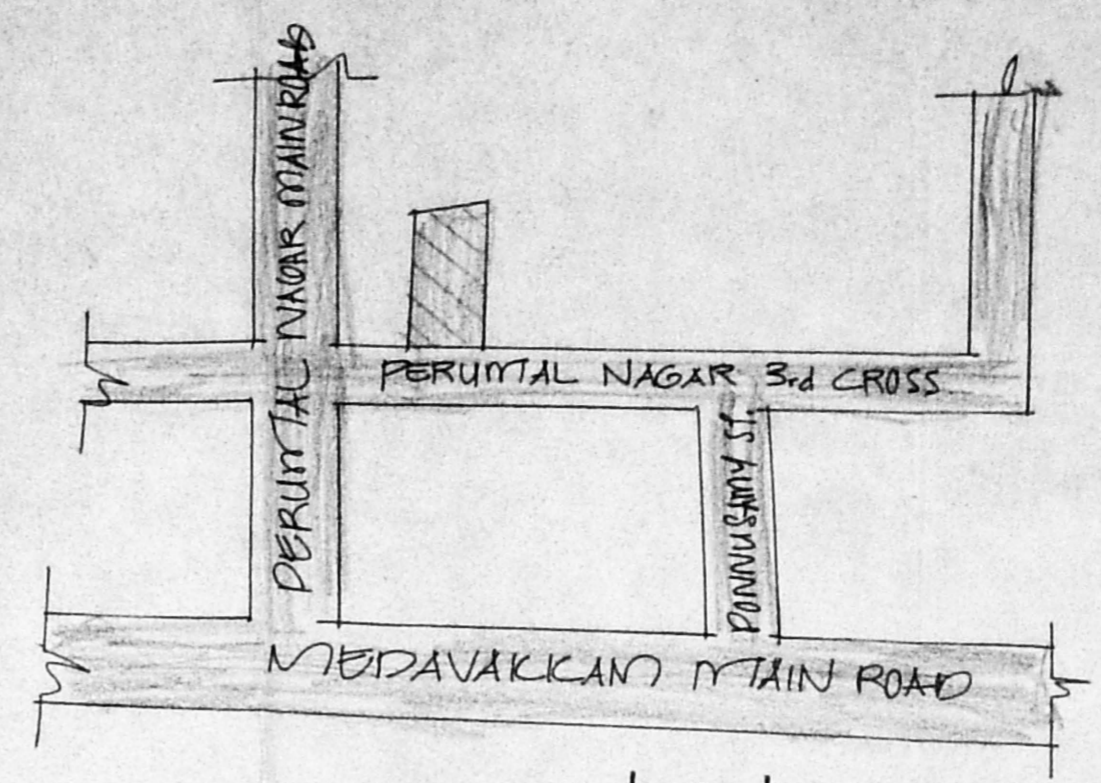 PERUMAL NAGAR MAIN ROAD
PERUMAL NAGAR 3rd CROSS
PONNUSAMY ST.
MEDAVAKKAM MAIN ROAD